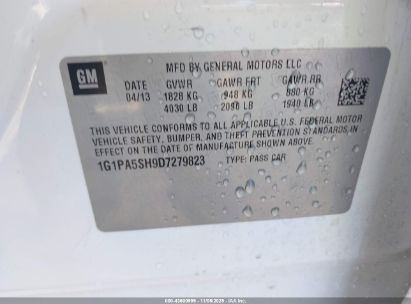 GM
MFD BY GENERAL MOTORS LLC
DATE GVWR GAWR FRT GAWR RR
04/13 1828 KG 948 KG 880 KG
4030 LB 2090 LB 1940 LB
THIS VEHICLE CONFORMS TO ALL APPLICABLE U.S. FEDERAL MOTOR
VEHICLE SAFETY, BUMPER, AND THEFT PREVENTION STANDARDS IN
EFFECT ON THE DATE OF MANUFACTURE SHOWN ABOVE.
1G1PA5SH9D7279823 TYPE: PASS CAR